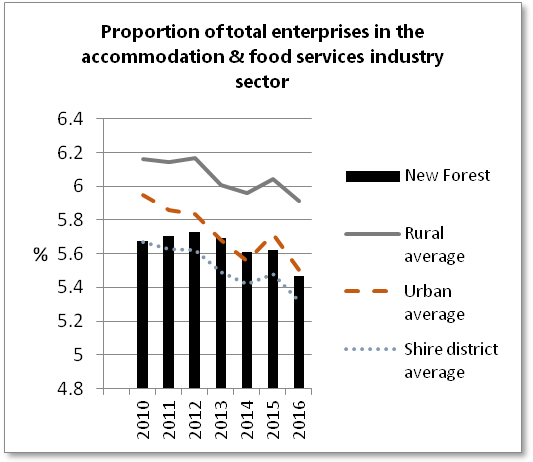 Proportion of total enterprises in the
accommodation & food services industry
sector
6.4
6.2
6
5.8
5.6
5.4
5.2
5
4.8
%
2010
2011
2012
2013
2014
2015
2016
New Forest
Rural
average
Urban
average
Shire district
average